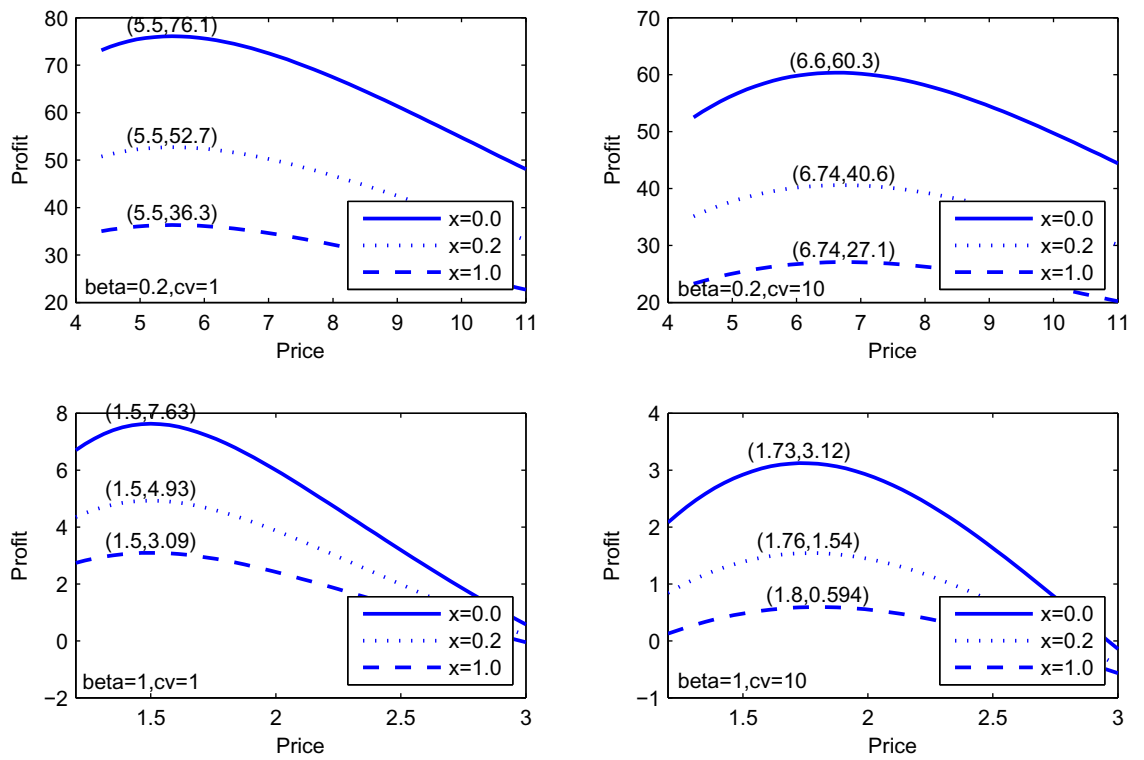 80
70
60
50
40
30
20
Profit
(5.5,76.1)
(5.5,52.7)
(5.5,36.3)
x=0.0
x=0.2
x=1.0
beta=0.2,cv=1
4 5 6 7 8 9 10 11
Price
70
60
50
40
30
20
Profit
(6.6,60.3)
(6.74,40.6)
(6.74,27.1)
x=0.0
x=0.2
x=1.0
beta=0.2,cv=10
4 5 6 7 8 9 10 11
Price
8
6
4
2
0
−2
Profit
(1.5,7.63)
(1.5,4.93)
(1.5,3.09)
x=0.0
x=0.2
x=1.0
beta=1,cv=1
1.5 2 2.5 3
Price
4
3
2
1
0
−1
Profit
(1.73,3.12)
(1.76,1.54)
(1.8,0.594)
x=0.0
x=0.2
x=1.0
beta=1,cv=10
1.5 2 2.5 3
Price